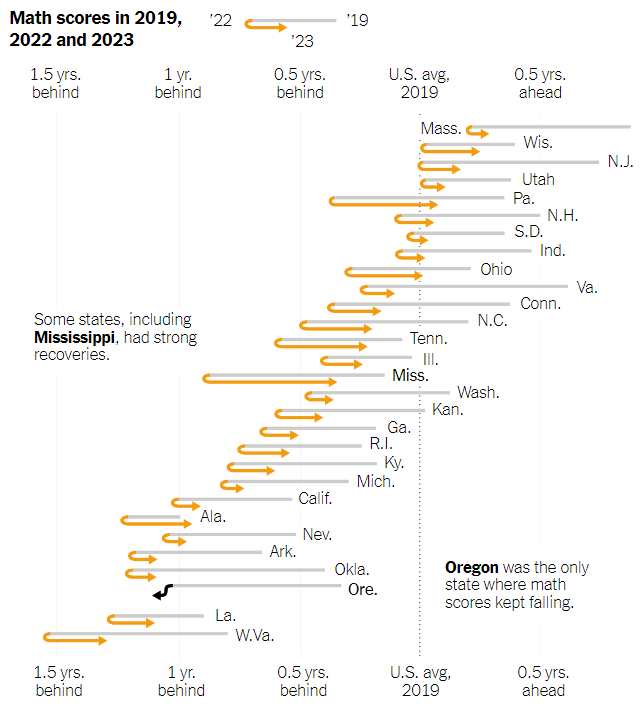 Math scores in 2019,
2022 and 2023
’22
’19
’23
1.5 yrs.
behind
1 yr.
behind
0.5 yrs.
behind
U.S. avg,
2019
0.5 yrs.
ahead
Mass.
Wis.
N.J.
Utah
Pa.
N.H.
S.D.
Ind.
Ohio
Va.
Conn.
N.C.
Some states, including
Mississippi, had strong
recoveries.
Tenn.
Ill.
Miss.
Wash.
Kan.
Ga.
R.I.
Ky.
Mich.
Calif.
Ala.
Nev.
Ark.
Okla.
Ore.
Oregon was the only
state where math
scores kept falling.
La.
W.Va.
1.5 yrs.
behind
1 yr.
behind
0.5 yrs.
behind
U.S. avg,
2019
0.5 yrs.
ahead